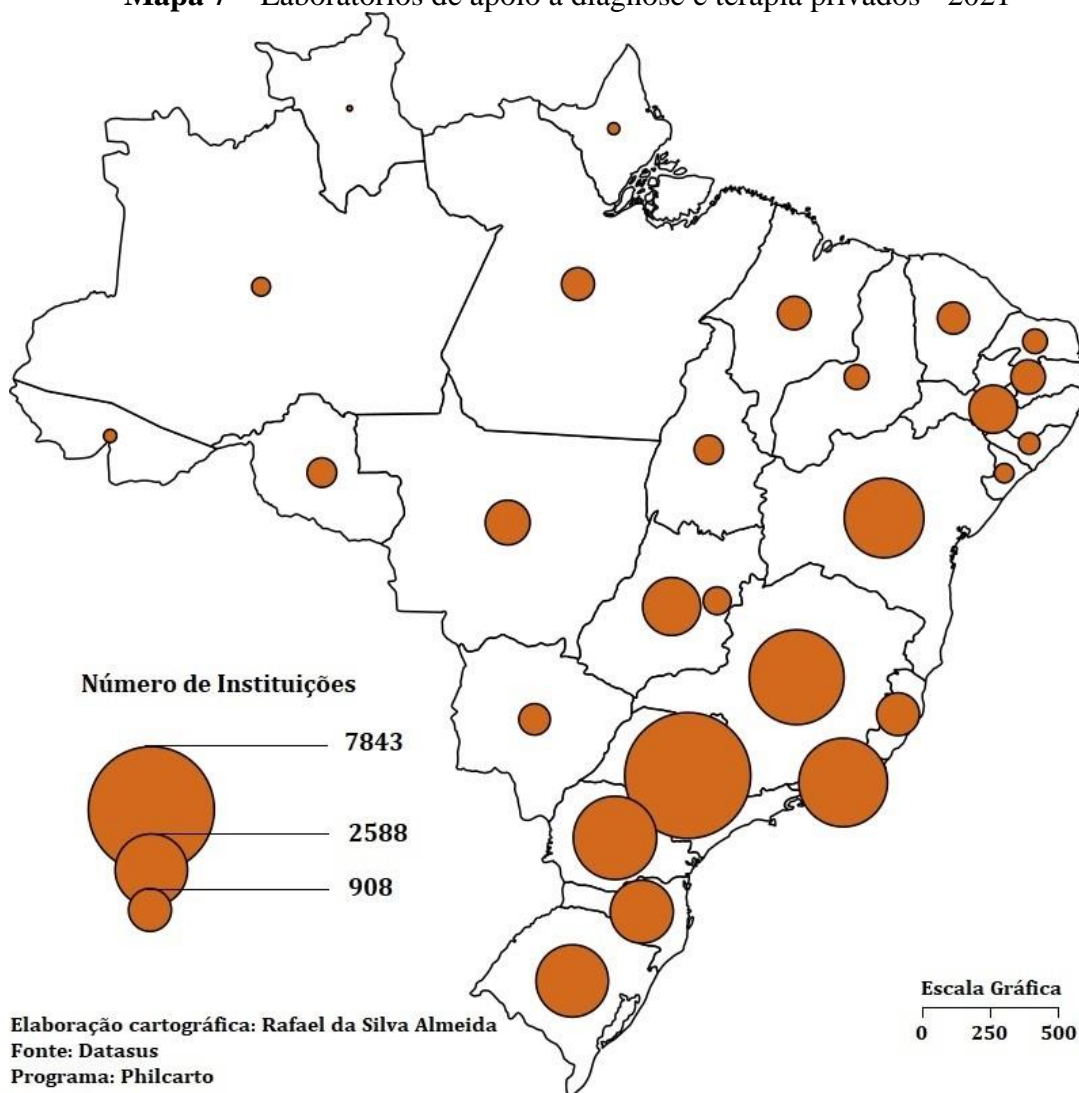 Mapa 7 – Laboratórios de apoio a diagnose e terapia privados - 2021
Número de Instituições
7843
2588
908
Escala Gráfica
0 250 500
Elaboração cartográfica: Rafael da Silva Almeida
Fonte: Datasus
Programa: Philcarto